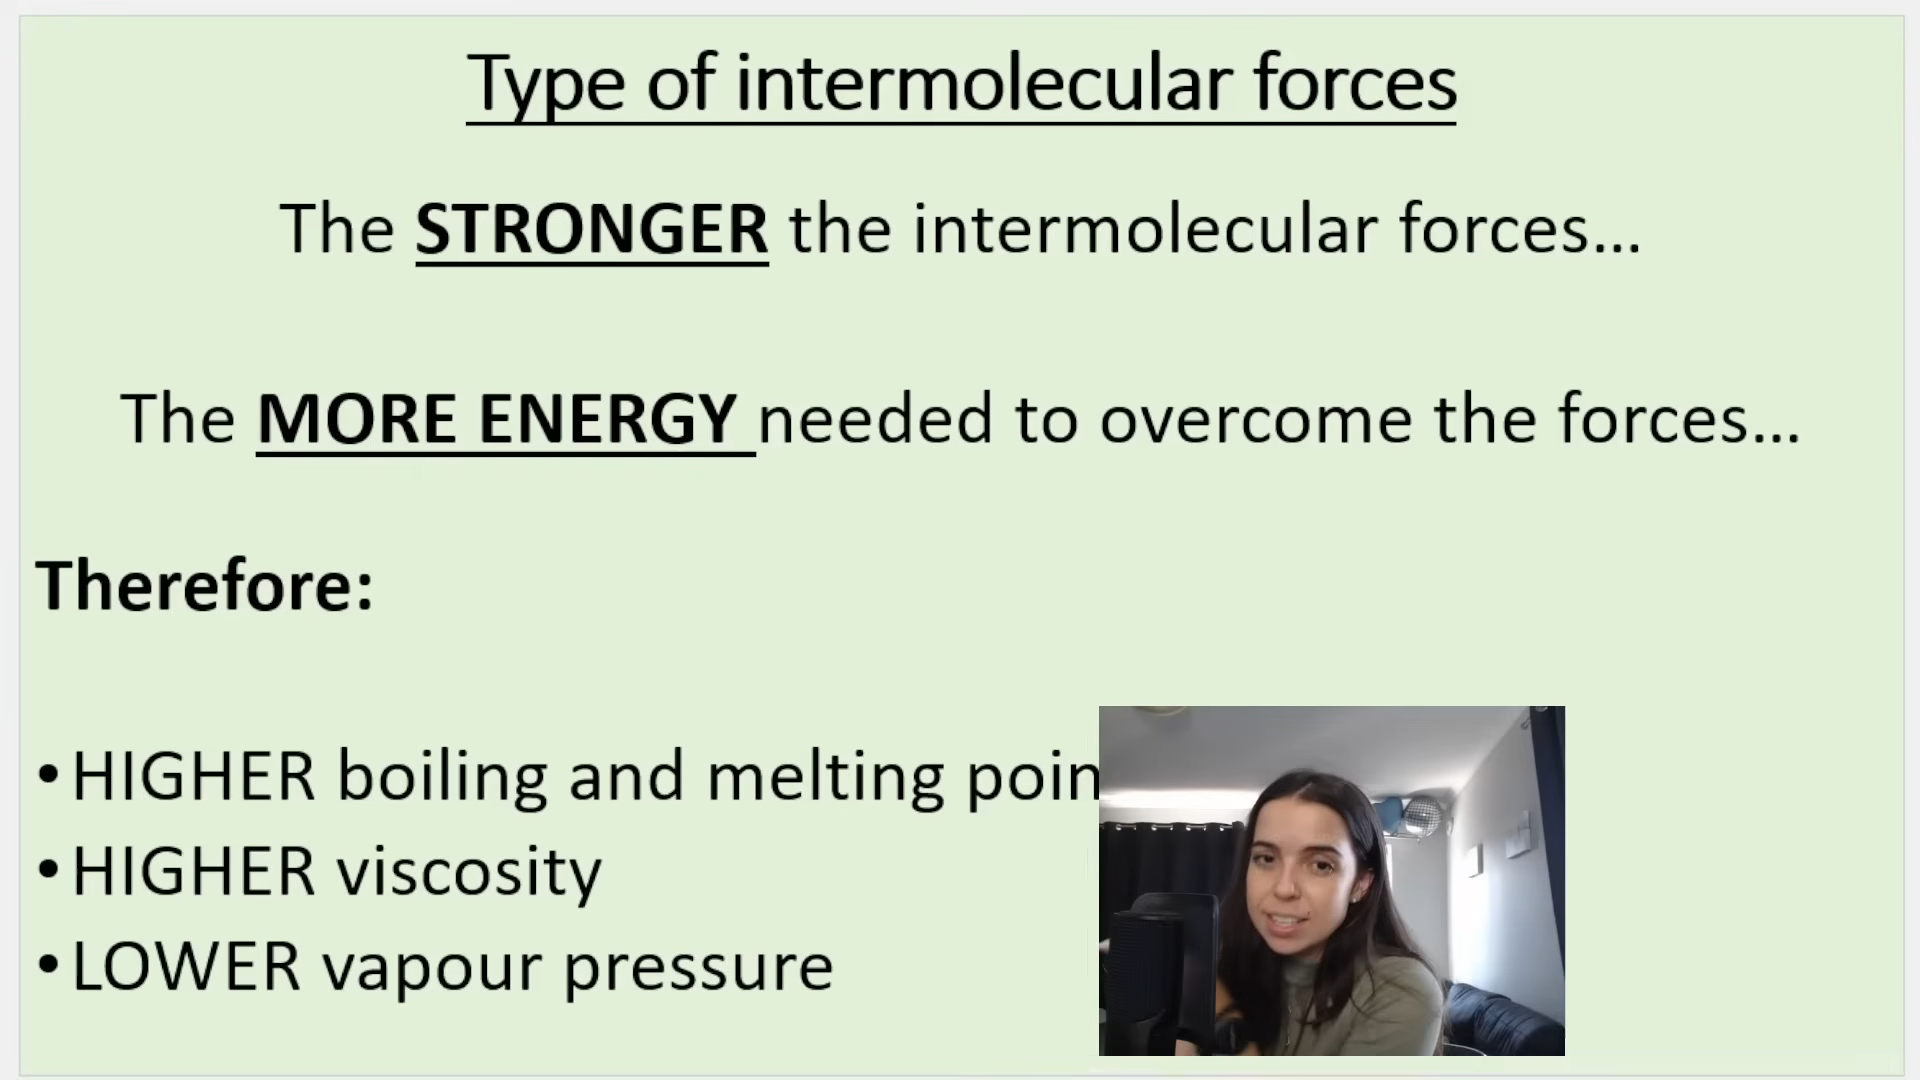 Type of intermolecular forces
The STRONGER the intermolecular forces...
The MORE ENERGY needed to overcome the forces...
Therefore:
• HIGHER boiling and melting poin
• HIGHER viscosity
• LOWER vapour pressure